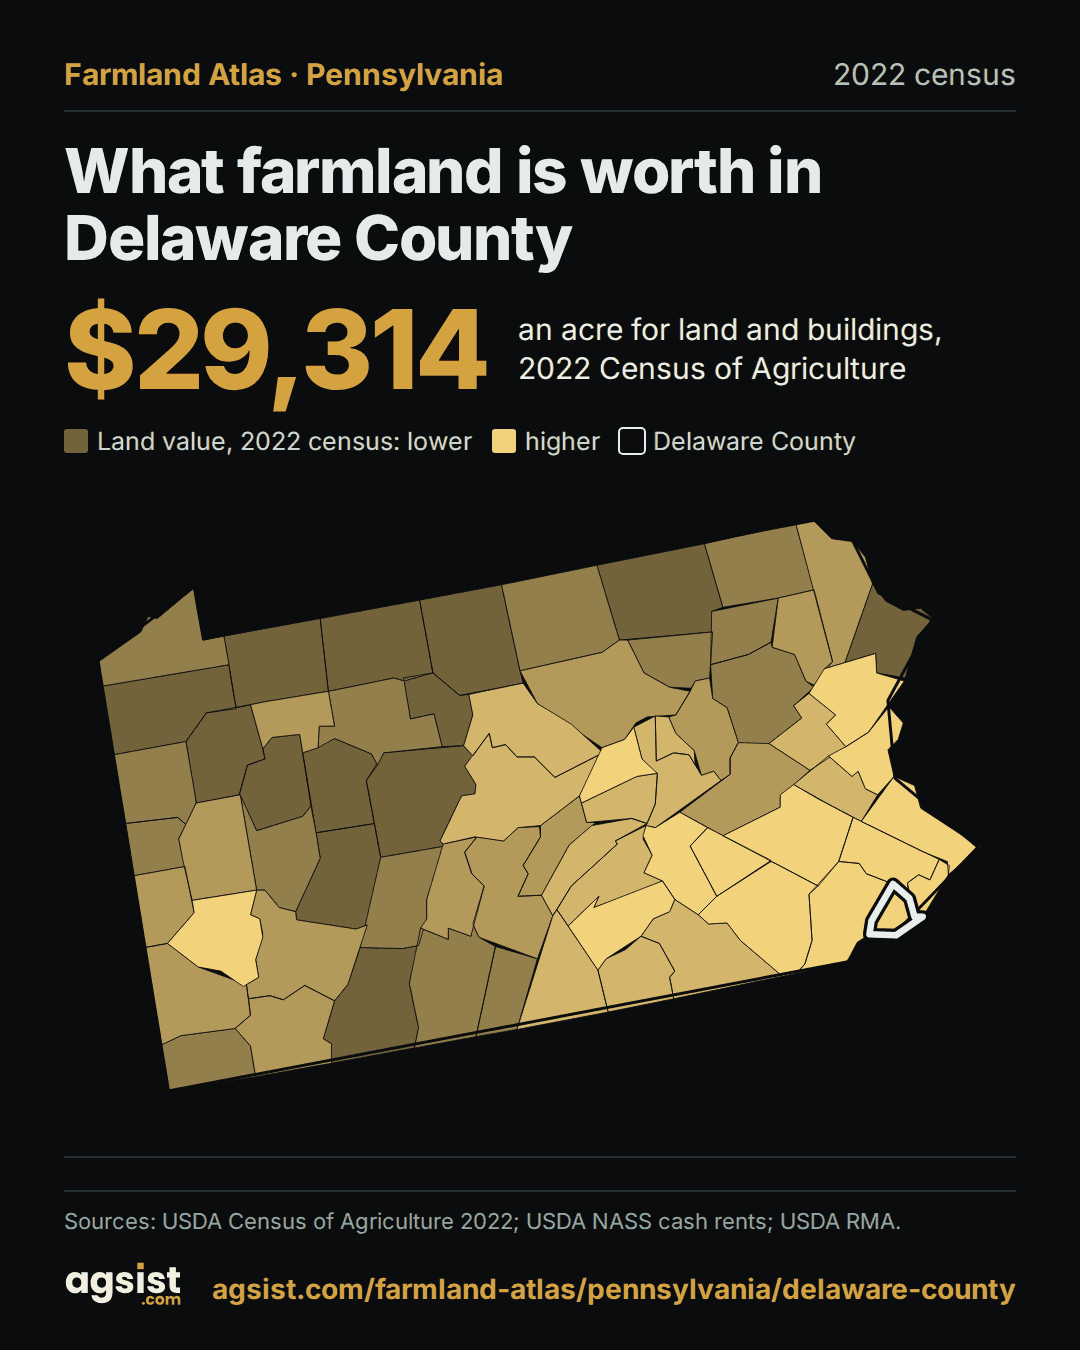 Farmland Atlas · Pennsylvania
2022 census
What farmland is worth in
Delaware County
$29,314
an acre for land and buildings,
2022 Census of Agriculture
Land value, 2022 census: lower
higher
Delaware County
Sources: USDA Census of Agriculture 2022; USDA NASS cash rents; USDA RMA.
agsist
.com
agsist.com/farmland-atlas/pennsylvania/delaware-county